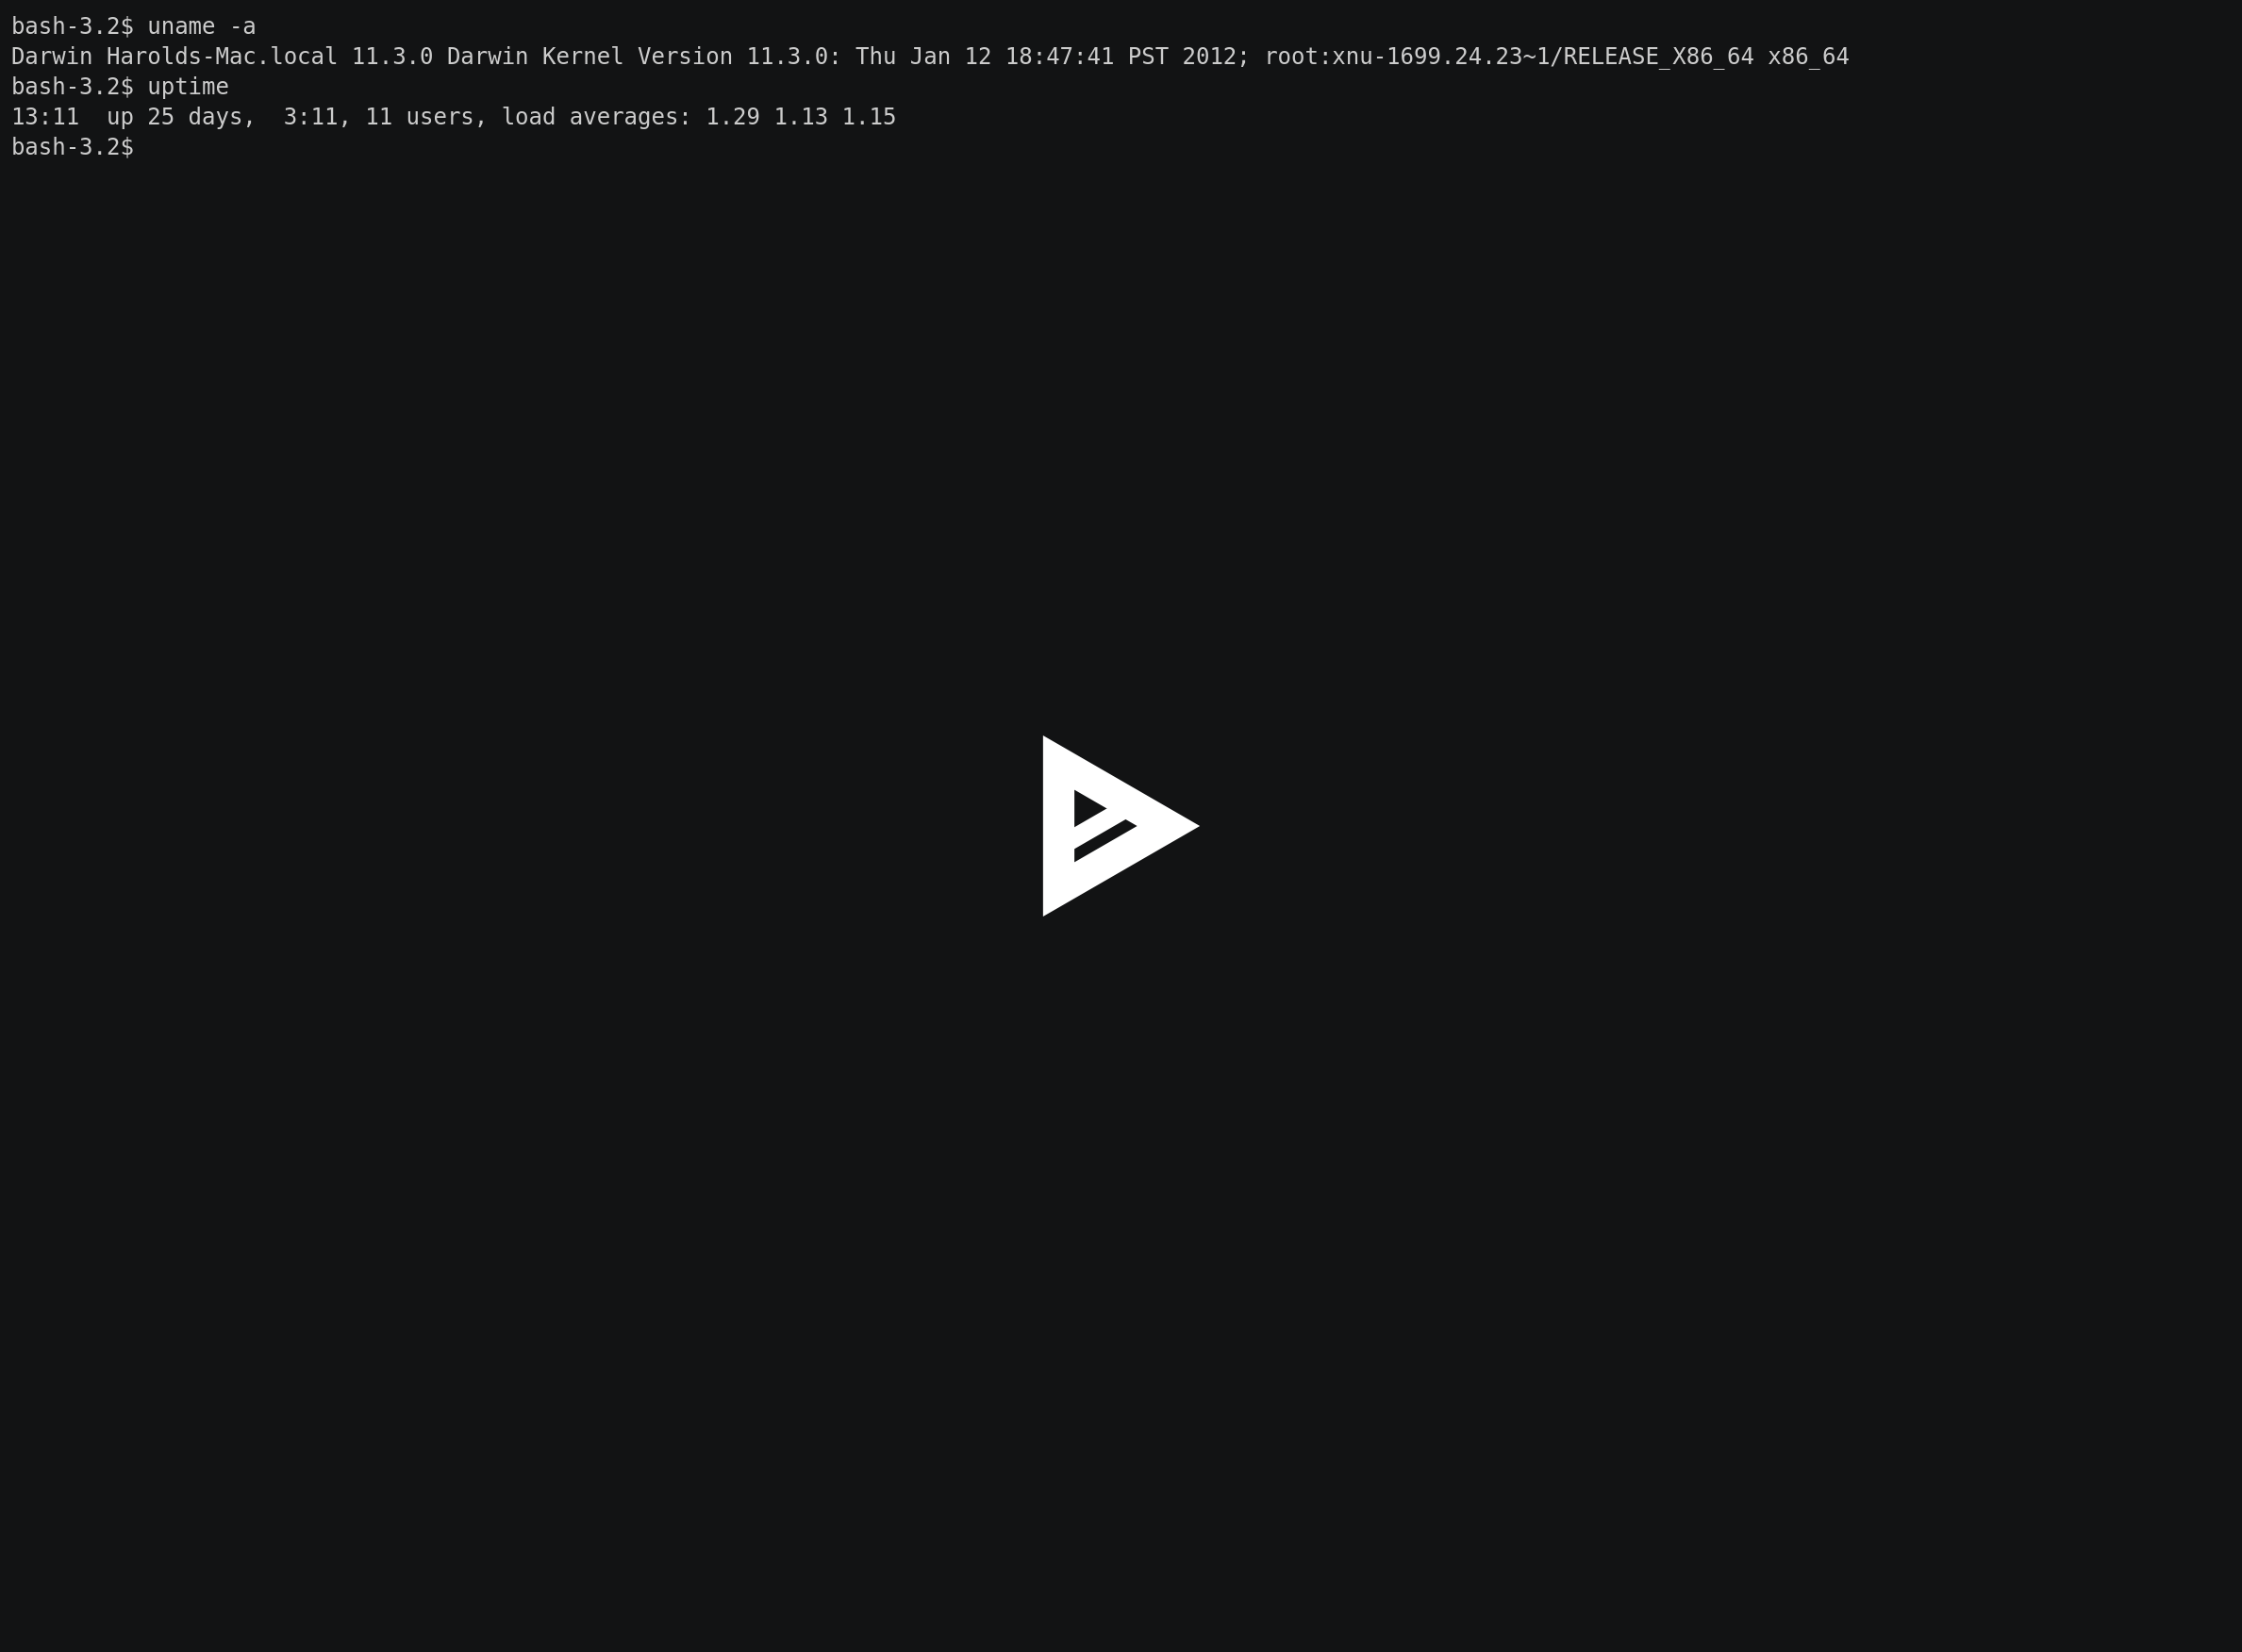 bash-3.2$ uname -a
Darwin Harolds-Mac.local 11.3.0 Darwin Kernel Version 11.3.0: Thu Jan 12 18:47:41 PST 2012; root:xnu-1699.24.23~1/RELEASE_X86_64 x86_64
bash-3.2$ uptime
13:11  up 25 days,  3:11, 11 users, load averages: 1.29 1.13 1.15
bash-3.2$